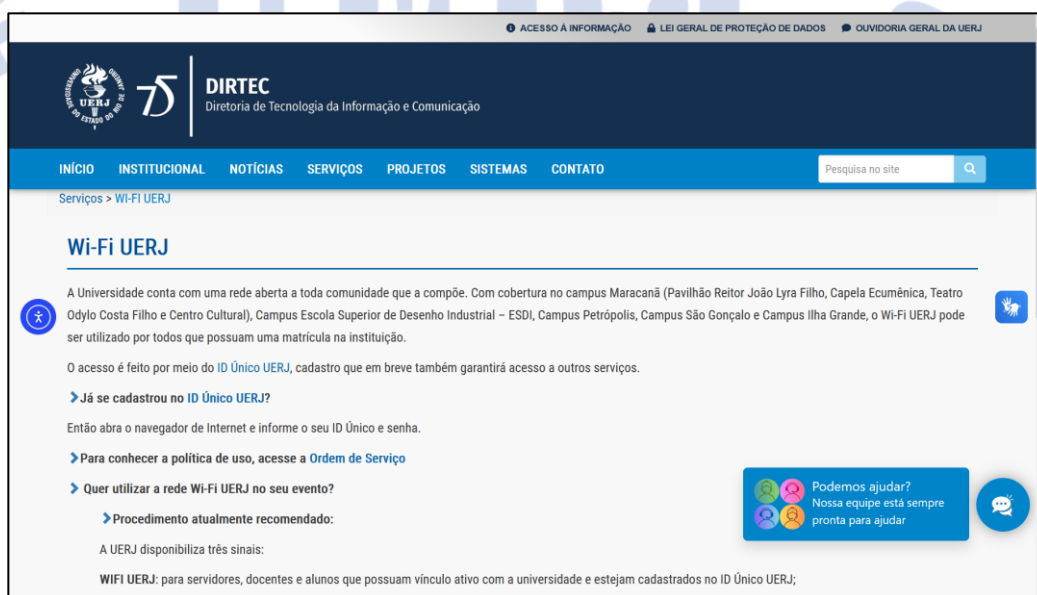 ACESSO À INFORMAÇÃO LEI GERAL DE PROTEÇÃO DE DADOS OUVIDORIA GERAL DA UERJ
UNIVERSIDADE DO ESTADO DO RIO DE JANEIRO
UERJ
75
DIRTEC
Diretoria de Tecnologia da Informação e Comunicação
INÍCIO INSTITUCIONAL NOTÍCIAS SERVIÇOS PROJETOS SISTEMAS CONTATO Pesquisa no site
Serviços > WI-FI UERJ
Wi-Fi UERJ
A Universidade conta com uma rede aberta a toda comunidade que a compõe. Com cobertura no campus Maracanã (Pavilhão Reitor João Lyra Filho, Capela Ecumênica, Teatro
Odylo Costa Filho e Centro Cultural), Campus Escola Superior de Desenho Industrial – ESDI, Campus Petrópolis, Campus São Gonçalo e Campus Ilha Grande, o Wi-Fi UERJ pode
ser utilizado por todos que possuam uma matrícula na instituição.
O acesso é feito por meio do ID Único UERJ, cadastro que em breve também garantirá acesso a outros serviços.
Já se cadastrou no ID Único UERJ?
Então abra o navegador de Internet e informe o seu ID Único e senha.
Para conhecer a política de uso, acesse a Ordem de Serviço
Quer utilizar a rede Wi-Fi UERJ no seu evento?
Procedimento atualmente recomendado:
A UERJ disponibiliza três sinais:
WIFI UERJ: para servidores, docentes e alunos que possuam vínculo ativo com a universidade e estejam cadastrados no ID Único UERJ;
Podemos ajudar?
Nossa equipe está sempre
pronta para ajudar